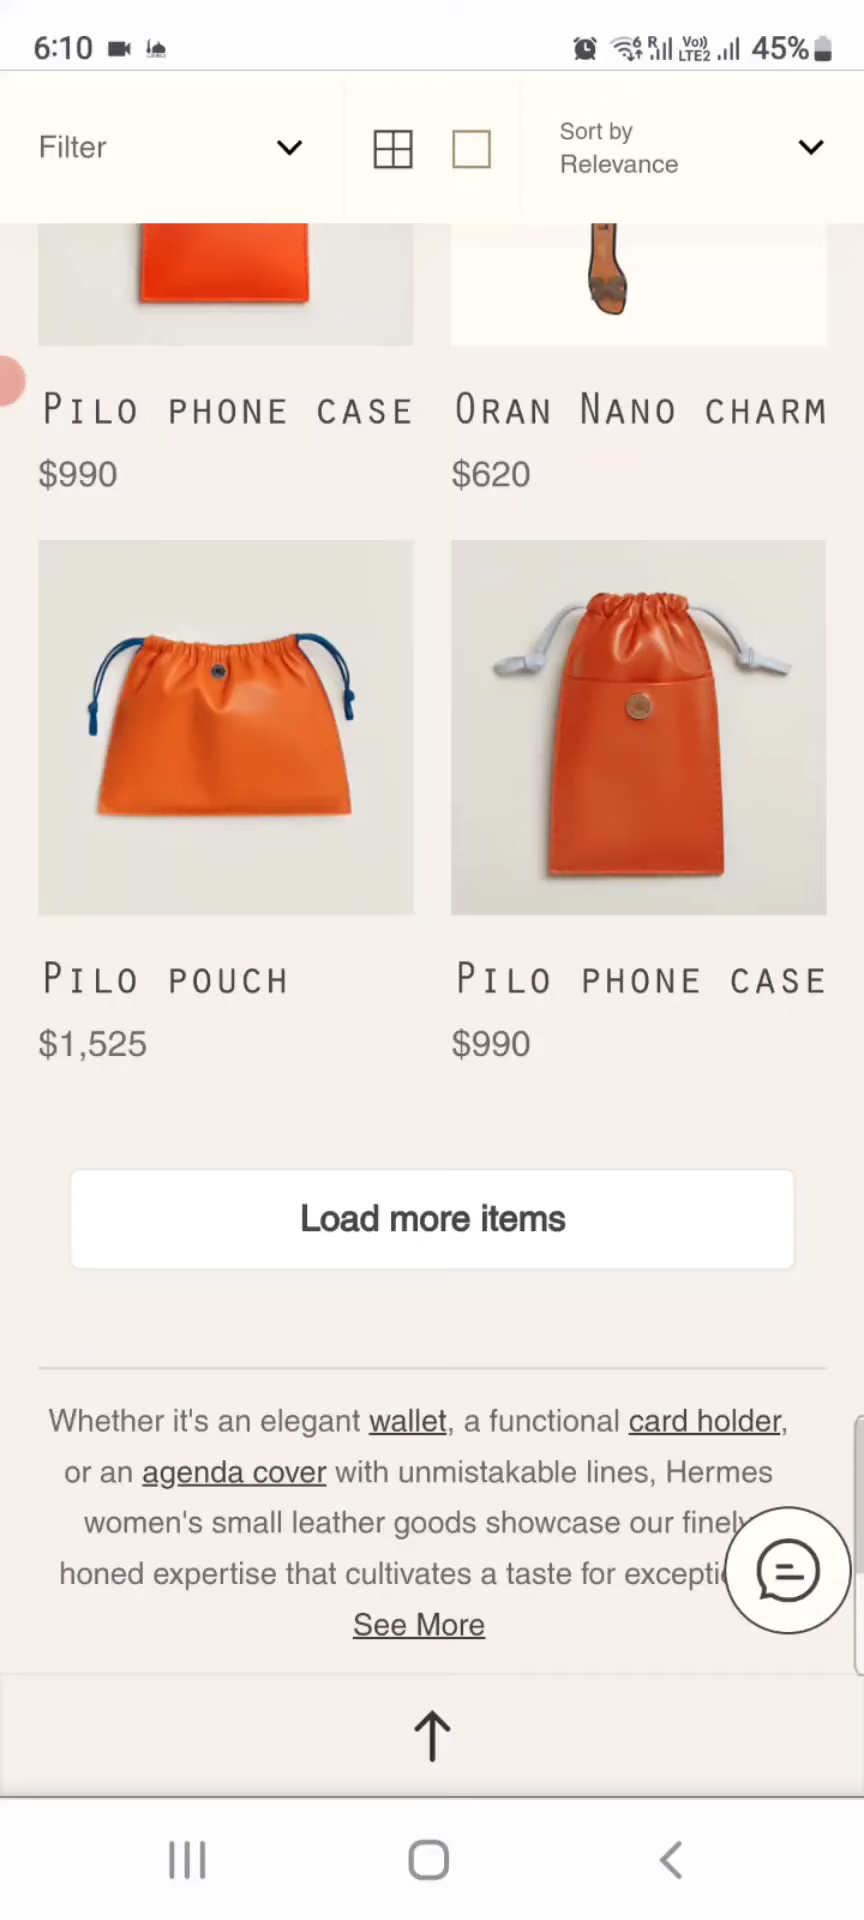 6:10
Vo))
R
LTE2
6
45%
Filter
Sort by
Relevance
Pilo phone case
Oran Nano charm
$990
$620
Pilo pouch
Pilo phone case
$1,525
$990
Load more items
Whether it's an elegant wallet, a functional card holder,
or an agenda cover with unmistakable lines, Hermes
women's small leather goods showcase our finely
honed expertise that cultivates a taste for
See More